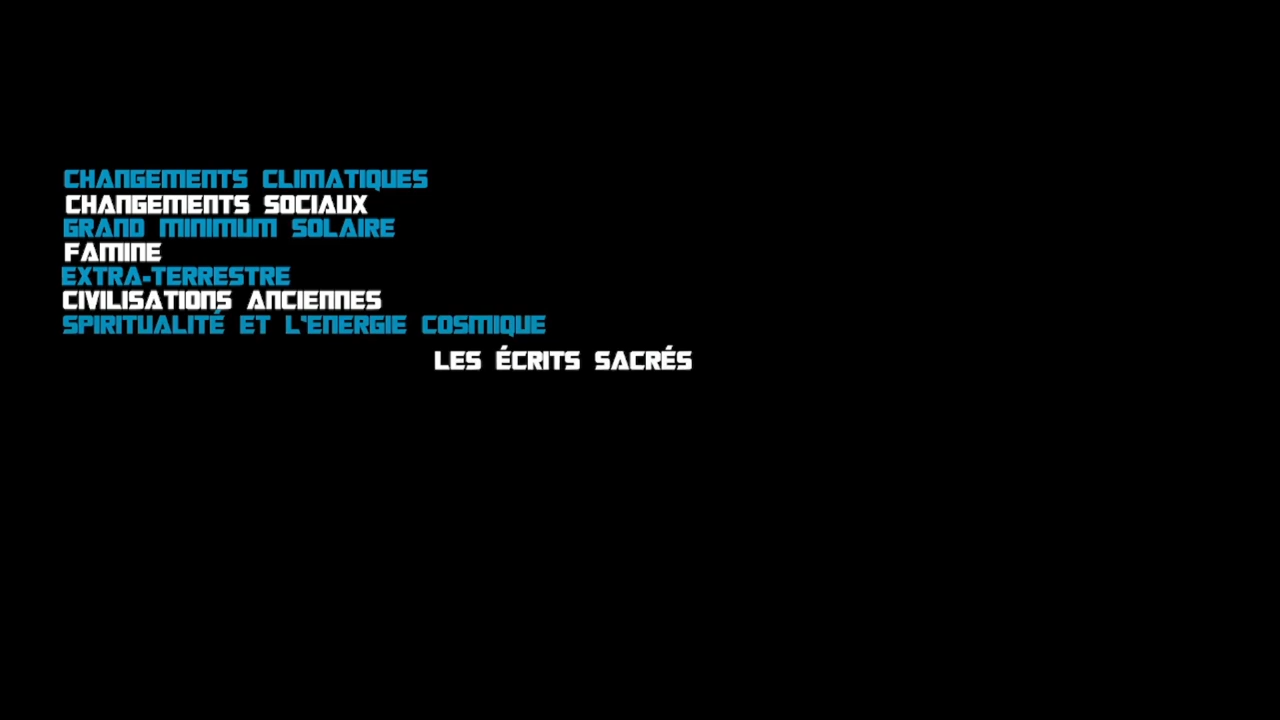 CHANGEMENTS CLIMATIQUES
CHANGEMENTS SOCIAUX
GRAND MINIMUM SOLAIRE
FAMINE
EXTRA-TERRESTRE
CIVILISATIONS ANCIENNES
SPIRITUALITÉ ET L'ENERGIE COSMIQUE
LES ÉCRITS SACRÉS